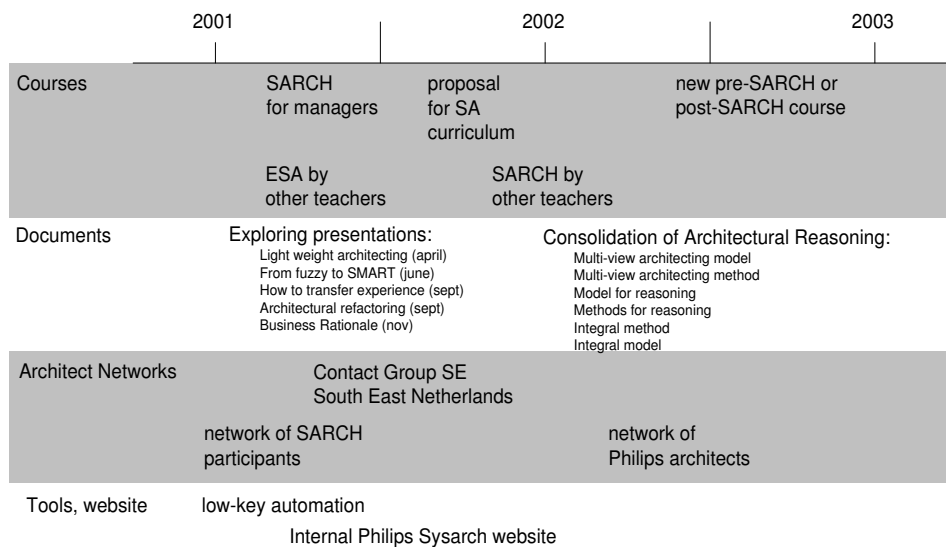 2001 2002 2003
Courses
SARCH
for managers
proposal
for SA
curriculum
new pre-SARCH or
post-SARCH course
ESA by
other teachers
SARCH by
other teachers
Documents
Exploring presentations:
Light weight architecting (april)
From fuzzy to SMART (june)
How to transfer experience (sept)
Architectural refactoring (sept)
Business Rationale (nov)
Consolidation of Architectural Reasoning:
Multi-view architecting model
Multi-view architecting method
Model for reasoning
Methods for reasoning
Integral method
Integral model
Architect Networks
Contact Group SE
South East Netherlands
network of SARCH
participants
network of
Philips architects
Tools, website
low-key automation
Internal Philips Sysarch website